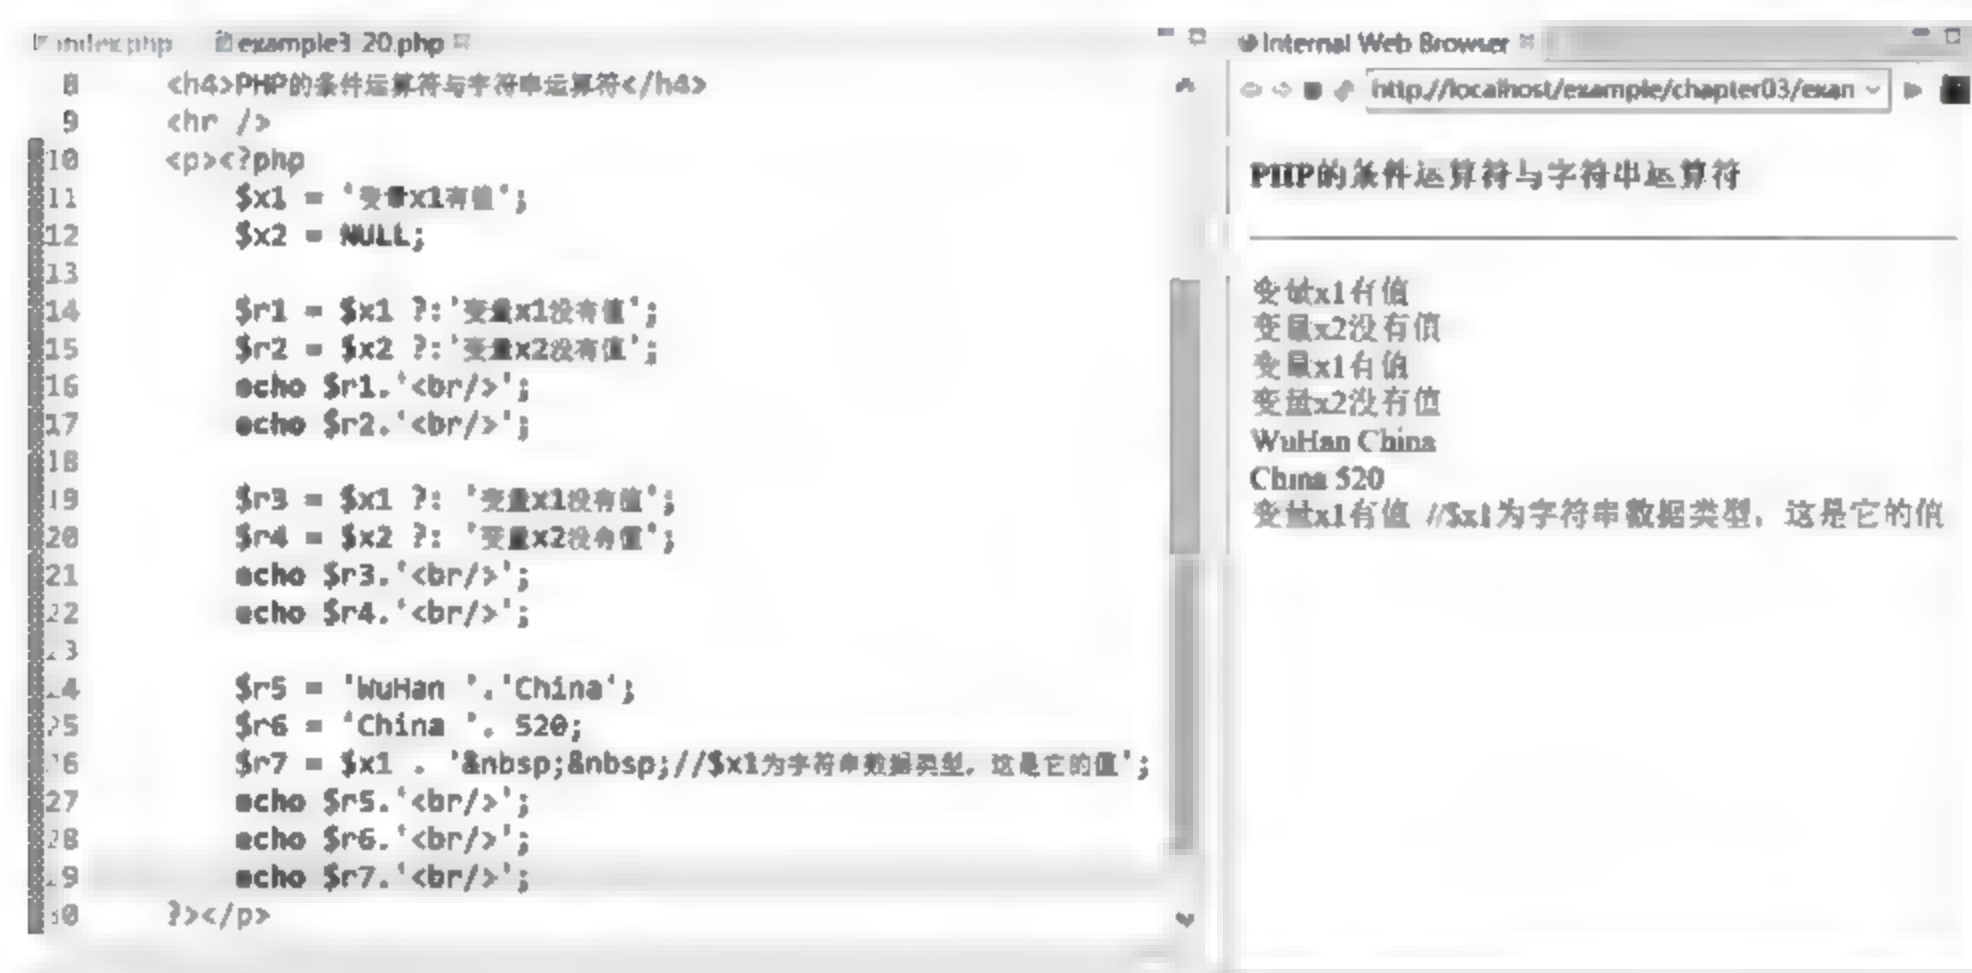 index.php example3_20.php
8 <h4>PHP的条件运算符与字符串运算符</h4>
9 <hr />
10 <p><?php
11 $x1 = '变量x1有值';
12 $x2 = NULL;
13
14 $r1 = $x1 ?:'变量x1没有值';
15 $r2 = $x2 ?:'变量x2没有值';
16 echo $r1.'<br/>';
17 echo $r2.'<br/>';
18
19 $r3 = $x1 ?: '变量x1没有值';
20 $r4 = $x2 ?: '变量x2没有值';
21 echo $r3.'<br/>';
22 echo $r4.'<br/>';
23
24 $r5 = 'WuHan '.'China';
25 $r6 = 'China '. 520;
26 $r7 = $x1 . '&nbsp;&nbsp;//$x1为字符串数据类型，这是它的值';
27 echo $r5.'<br/>';
28 echo $r6.'<br/>';
29 echo $r7.'<br/>';
30 ?></p>
Internal Web Browser
http://localhost/example/chapter03/exan
PHP的条件运算符与字符串运算符
变量x1有值
变量x2没有值
变量x1有值
变量x2没有值
WuHan China
China 520
变量x1有值 //$x1为字符串数据类型，这是它的值